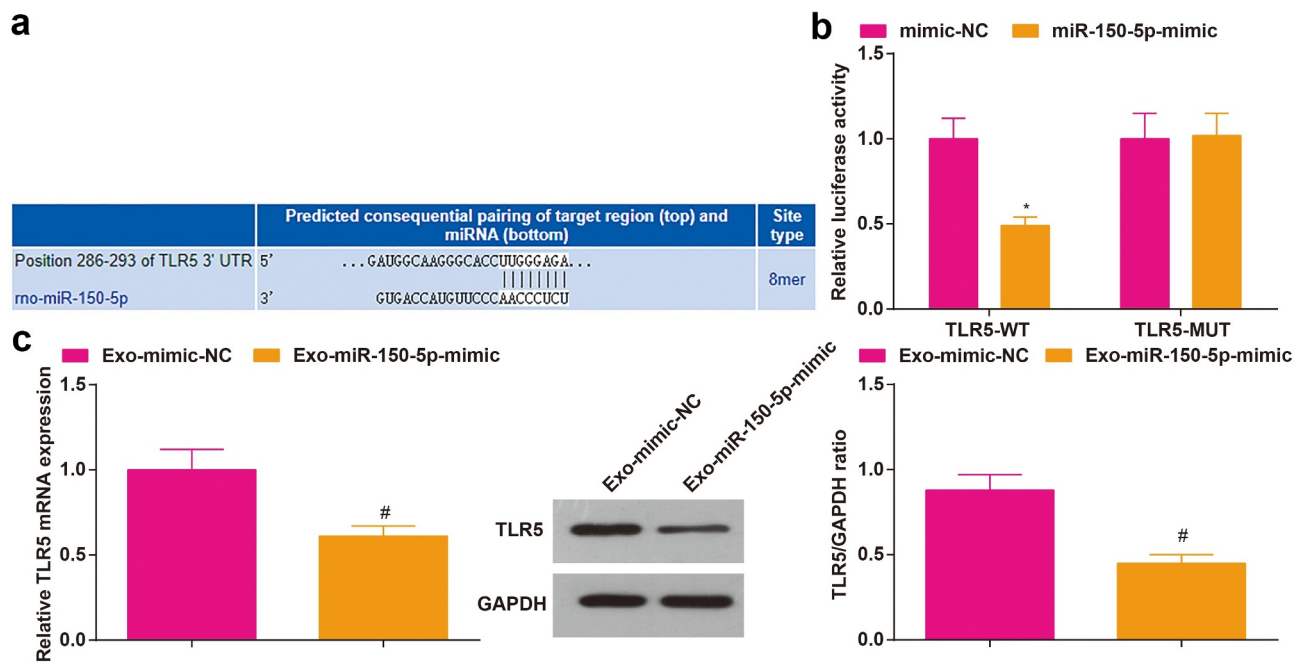 a
Predicted consequential pairing of target region (top) and miRNA (bottom)
Site type
Position 286-293 of TLR5 3' UTR 5' ...GAUGGCAAGGGCACCUUGGGAGA... 8mer
rno-miR-150-5p 3' GUGACCAUGUUCCCAACCCUCU
b
mimic-NC miR-150-5p-mimic
Relative luciferase activity
1.5
1.0
0.5
0.0
*
TLR5-WT TLR5-MUT
c
Exo-mimic-NC Exo-miR-150-5p-mimic
Relative TLR5 mRNA expression
1.5
1.0
0.5
0.0
#
Exo-mimic-NC
Exo-miR-150-5p-mimic
TLR5
GAPDH
Exo-mimic-NC Exo-miR-150-5p-mimic
TLR5/GAPDH ratio
1.5
1.0
0.5
0.0
#